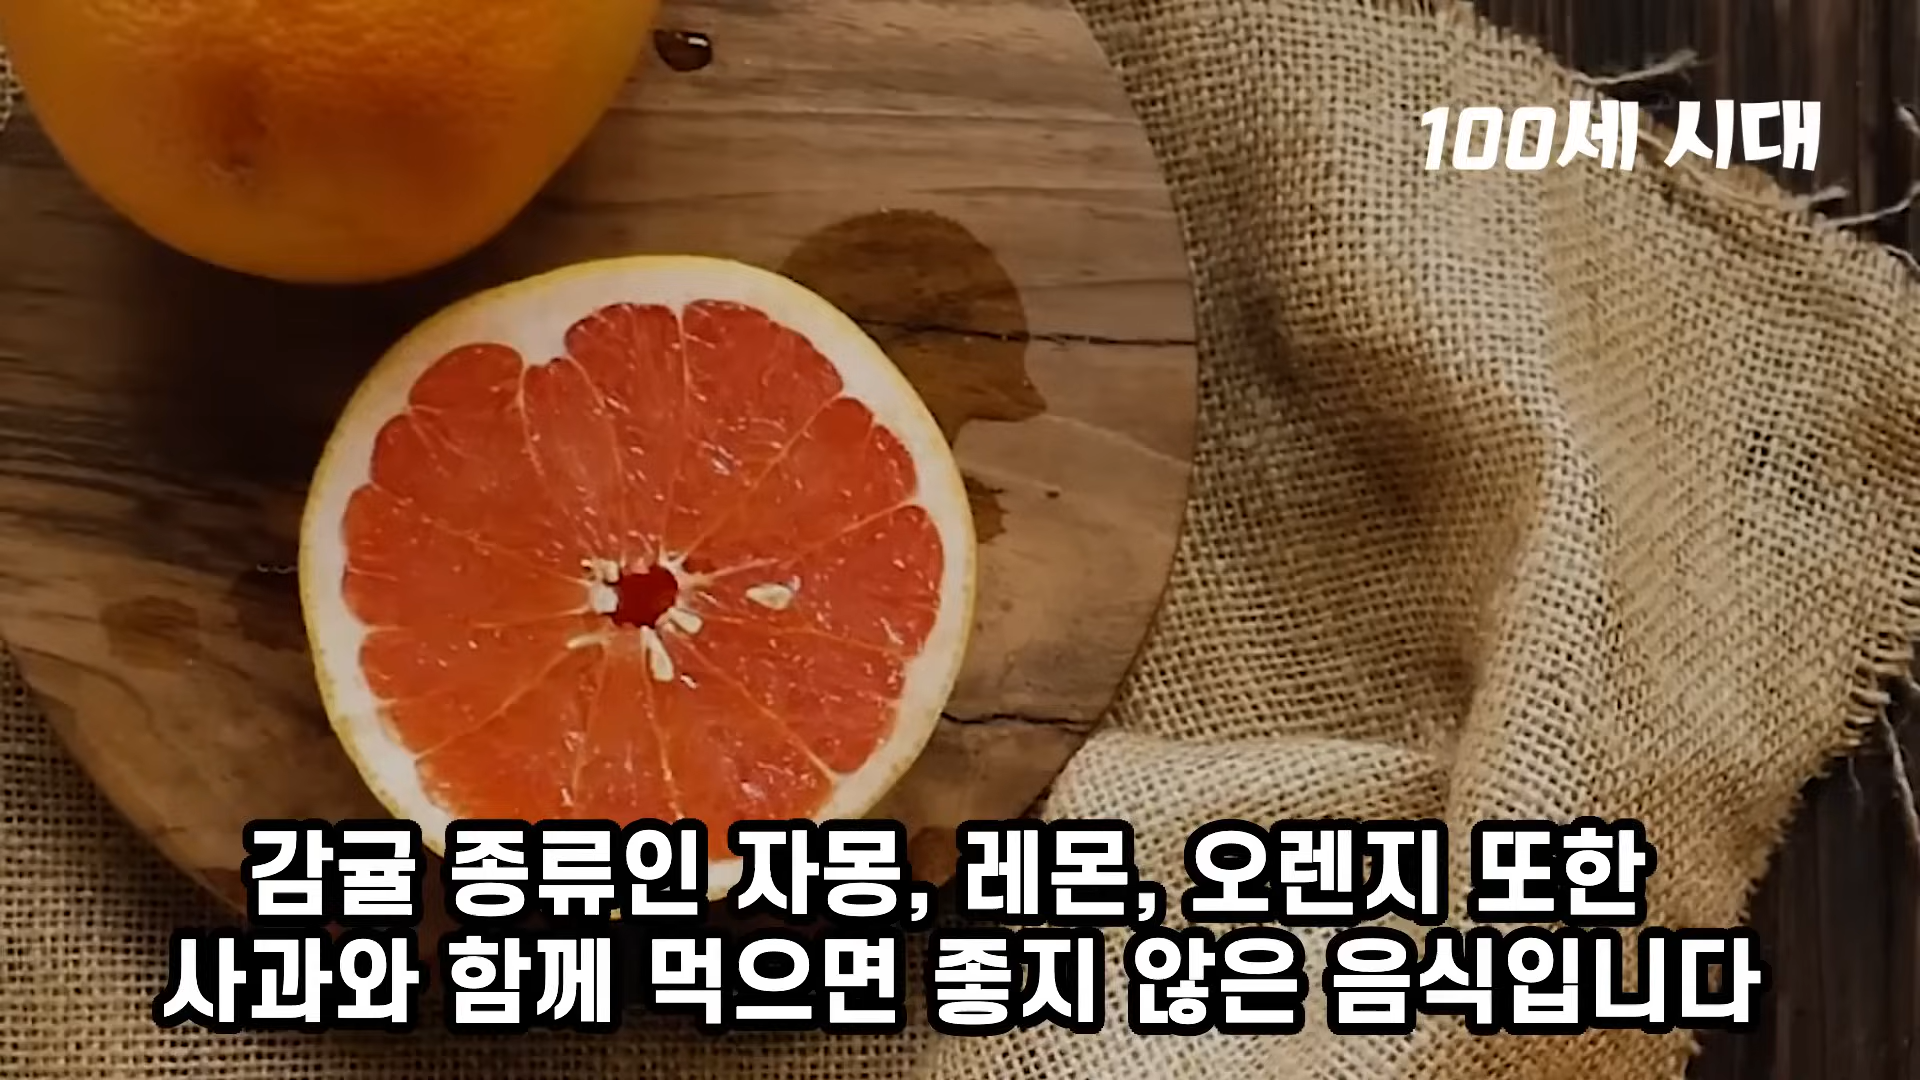 100세 시대
감귤 종류인 자몽, 레몬, 오렌지 또한
사과와 함께 먹으면 좋지 않은 음식입니다